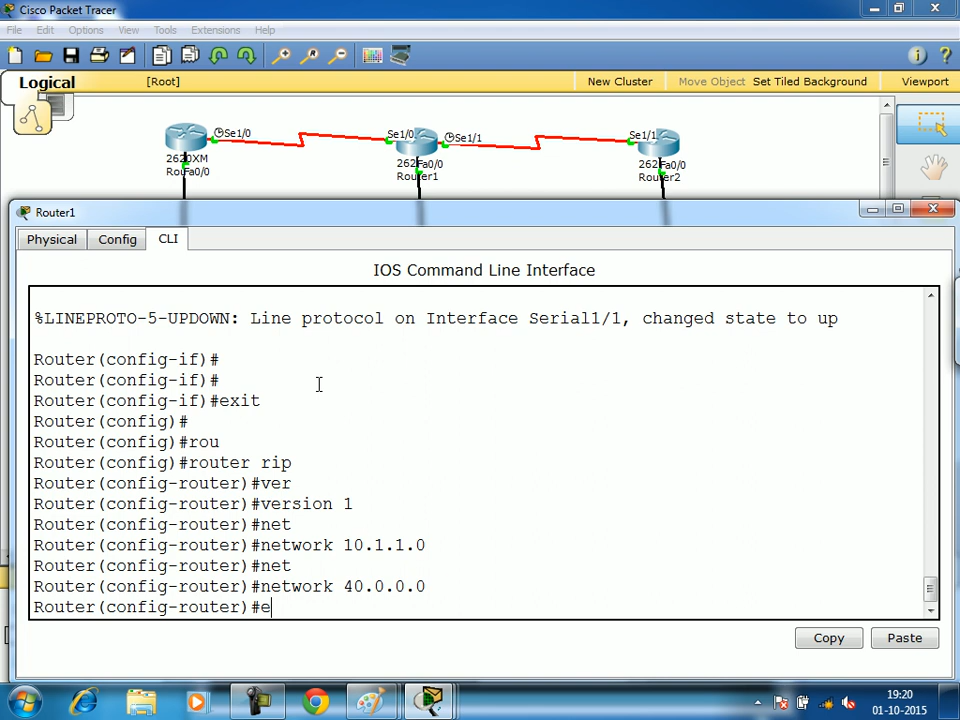 Cisco Packet Tracer
File Edit Options View Tools Extensions Help
Logical
[Root]
New Cluster
Move Object
Set Tiled Background
Viewport
Se1/0
2620XM
Fa0/0
Se1/0
Se1/1
Fa0/0
Router1
Se1/1
Fa0/0
Router2
Router1
Physical
Config
CLI
IOS Command Line Interface
%LINEPROTO-5-UPDOWN: Line protocol on Interface Serial1/1, changed state to up
Router(config-if)#
Router(config-if)#
Router(config-if)#exit
Router(config)#
Router(config)#rou
Router(config)#router rip
Router(config-router)#ver
Router(config-router)#version 1
Router(config-router)#net
Router(config-router)#network 10.1.1.0
Router(config-router)#net
Router(config-router)#network 40.0.0.0
Router(config-router)#e
Copy
Paste
19:20
01-10-2015